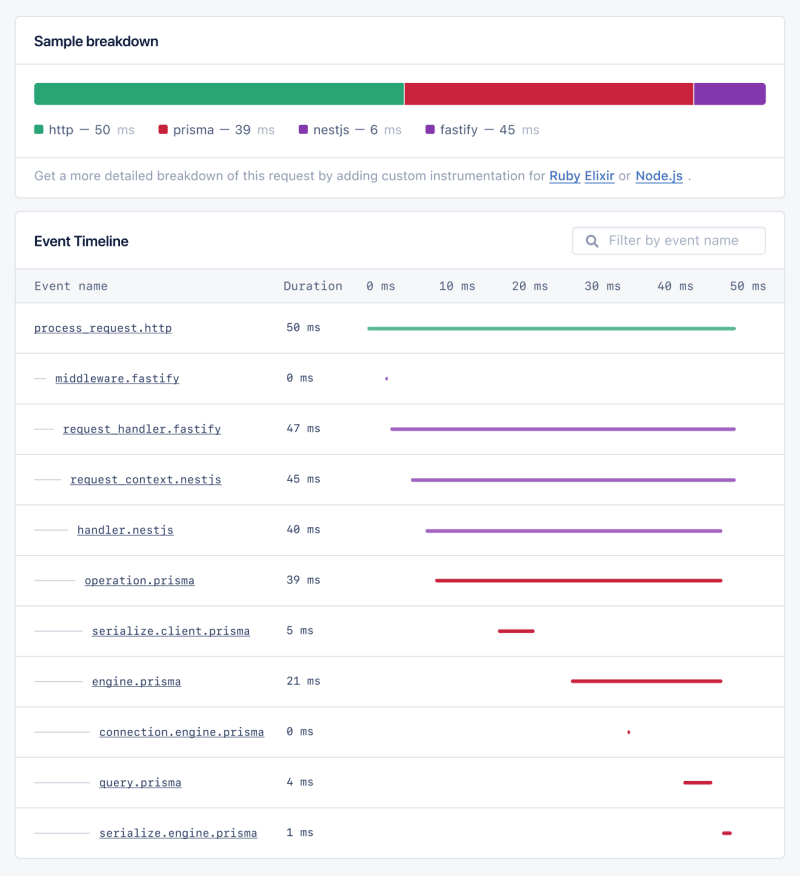 Sample breakdown
http — 50 ms prisma — 39 ms nestjs — 6 ms fastify — 45 ms
Get a more detailed breakdown of this request by adding custom instrumentation for Ruby Elixir or Node.js .
Event Timeline Filter by event name
Event name Duration 0 ms 10 ms 20 ms 30 ms 40 ms 50 ms
process_request.http 50 ms
middleware.fastify 0 ms
request_handler.fastify 47 ms
request_context.nestjs 45 ms
handler.nestjs 40 ms
operation.prisma 39 ms
serialize.client.prisma 5 ms
engine.prisma 21 ms
connection.engine.prisma 0 ms
query.prisma 4 ms
serialize.engine.prisma 1 ms